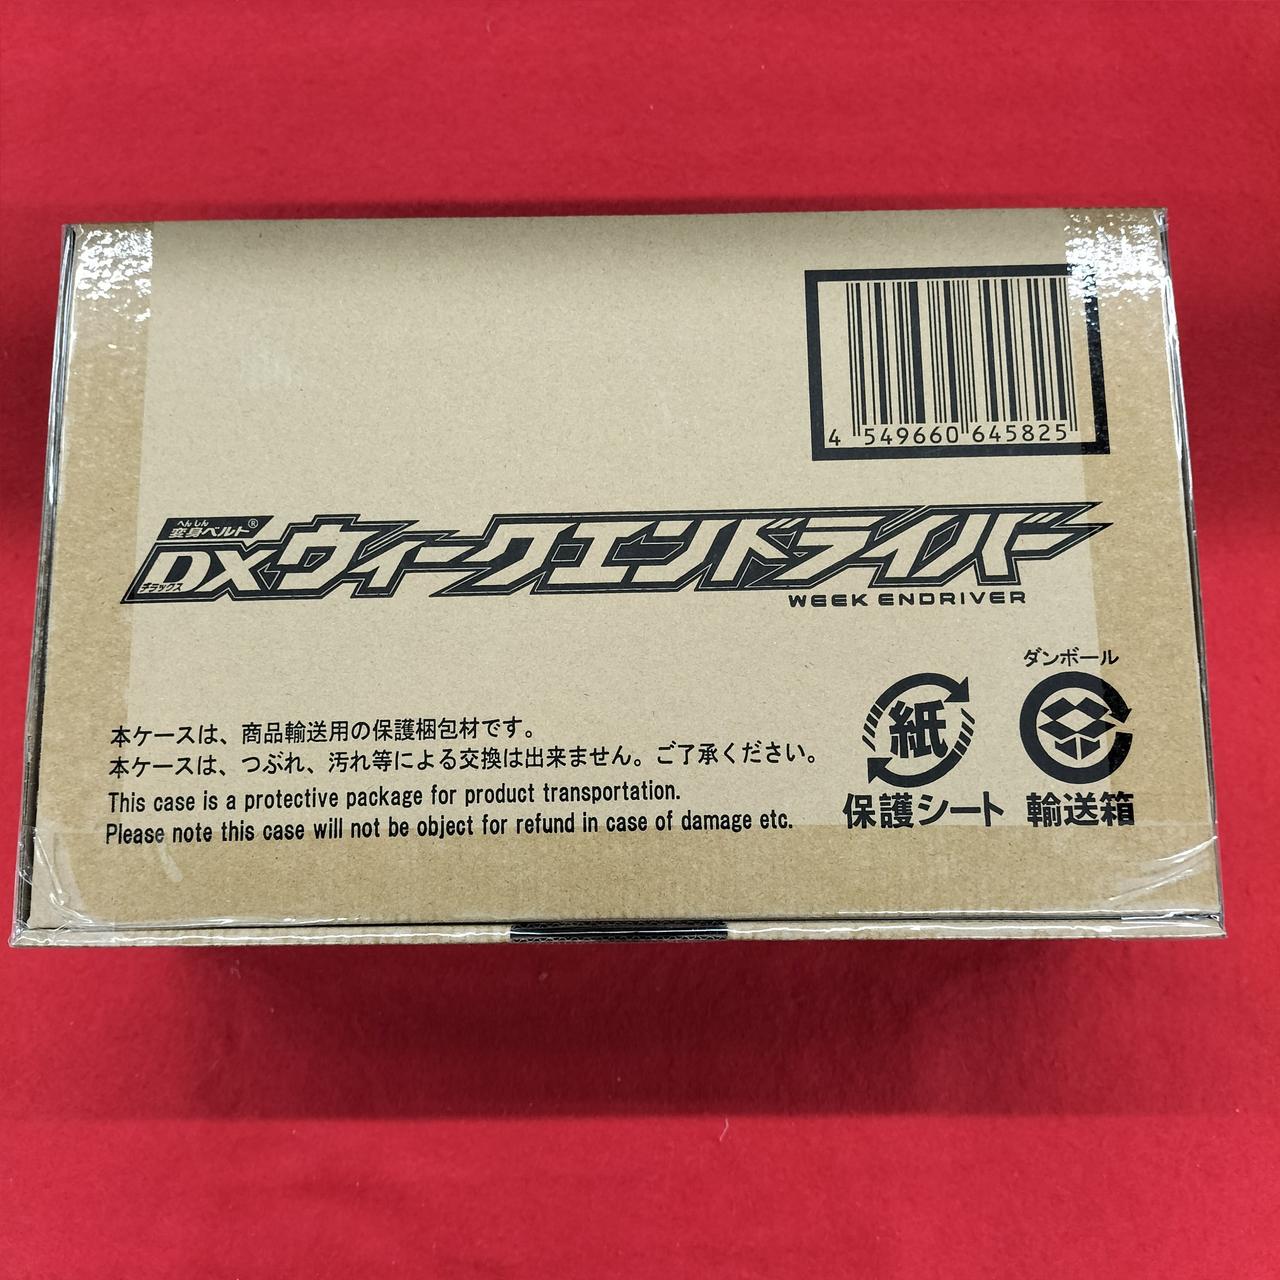 4 549660 645825
へんしん
変身ベルト®
DXウィークエンドライバー
デラックス
WEEK ENDRIVER
ダンボール
紙
保護シート 輸送箱
本ケースは、商品輸送用の保護梱包材です。
本ケースは、つぶれ、汚れ等による交換は出来ません。ご了承ください。
This case is a protective package for product transportation.
Please note this case will not be object for refund in case of damage etc.